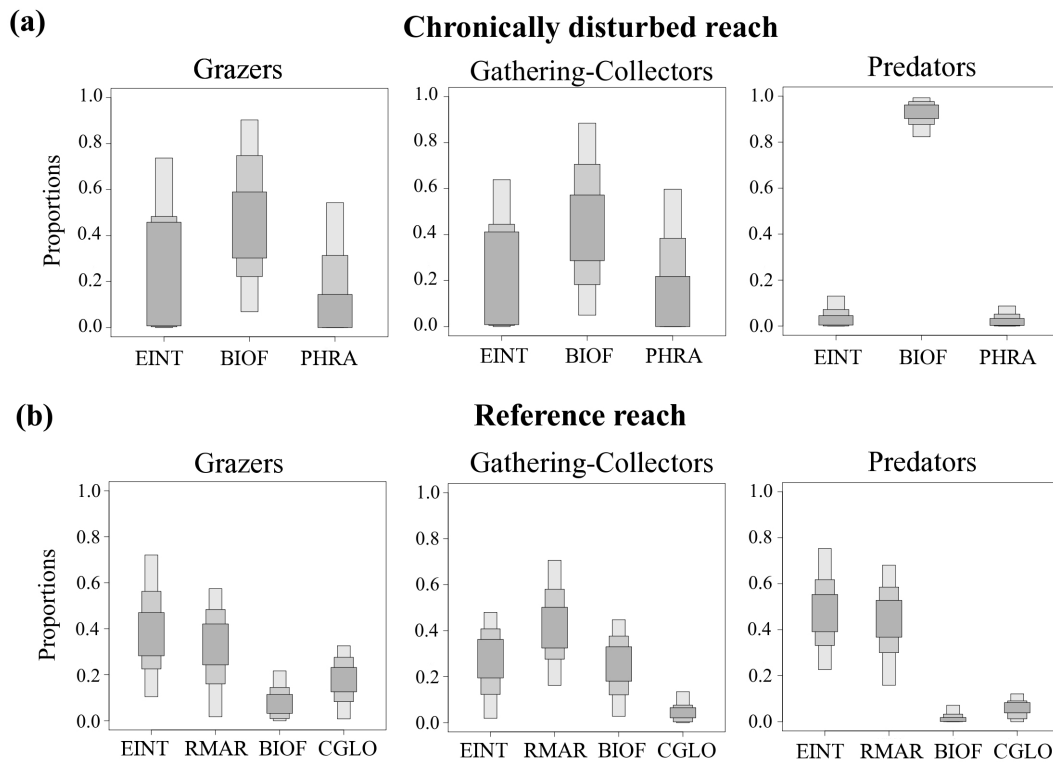 (a)
Chronically disturbed reach
Grazers
Gathering-Collectors
Predators
Proportions
1.0
0.8
0.6
0.4
0.2
0.0
EINT BIOF PHRA
1.0
0.8
0.6
0.4
0.2
0.0
EINT BIOF PHRA
1.0
0.8
0.6
0.4
0.2
0.0
EINT BIOF PHRA
(b)
Reference reach
Grazers
Gathering-Collectors
Predators
Proportions
1.0
0.8
0.6
0.4
0.2
0.0
EINT RMAR BIOF CGLO
1.0
0.8
0.6
0.4
0.2
0.0
EINT RMAR BIOF CGLO
1.0
0.8
0.6
0.4
0.2
0.0
EINT RMAR BIOF CGLO